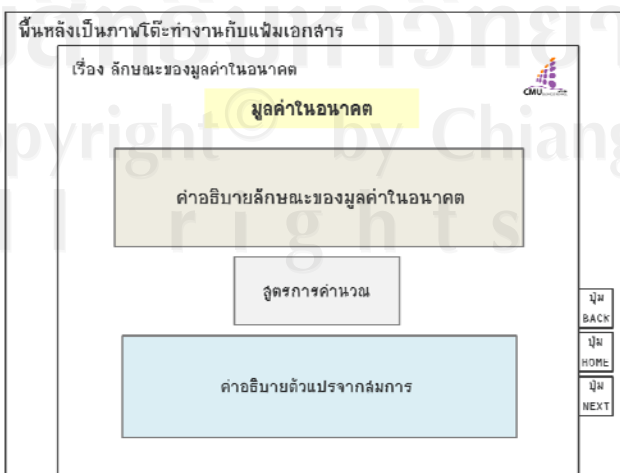 พื้นหลังเป็นภาพโต๊ะทำงานกับแฟ้มเอกสาร
เรื่อง ลักษณะของมูลค่าในอนาคต
CMU
มูลค่าในอนาคต
คำอธิบายลักษณะของมูลค่าในอนาคต
สูตรการคำนวณ
คำอธิบายตัวแปรจากสมการ
ปุ่ม
BACK
ปุ่ม
HOME
ปุ่ม
NEXT
opyright© by Chiang
l rights